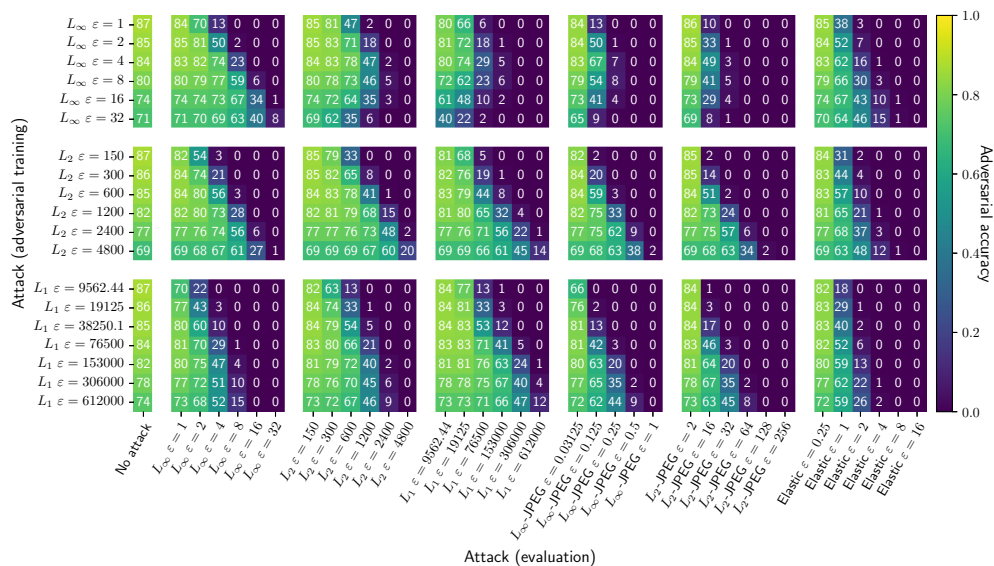 L∞ ε = 1 87 84 70 13 0 0 0 85 81 47 2 0 0 80 66 6 0 0 0 84 13 0 0 0 86 10 0 0 0 0 85 38 3 0 0 0
L∞ ε = 2 85 85 81 50 2 0 0 85 83 71 18 0 0 81 72 18 1 0 0 84 50 1 0 0 85 33 1 0 0 0 84 52 7 0 0 0
L∞ ε = 4 84 83 82 74 23 0 0 84 83 78 47 2 0 81 74 29 5 0 0 83 67 7 0 0 84 49 4 0 0 0 83 62 16 1 0 0
L∞ ε = 8 80 80 79 77 59 6 0 80 78 73 46 5 0 72 62 23 6 0 0 79 54 8 0 0 79 41 5 0 0 0 79 66 30 3 0 0
L∞ ε = 16 74 74 74 73 67 34 1 74 72 64 35 3 0 61 48 10 2 0 0 73 41 4 0 0 73 29 4 0 0 0 74 67 43 10 1 0
L∞ ε = 32 71 71 71 70 63 40 8 69 62 35 6 0 0 40 22 2 0 0 0 65 9 0 0 0 69 8 1 0 0 0 70 64 46 15 1 0
L2 ε = 150 87 82 54 3 0 0 0 85 79 33 0 0 0 81 68 5 0 0 0 82 2 0 0 0 85 2 0 0 0 0 84 31 2 0 0 0
L2 ε = 300 86 84 74 21 0 0 0 85 82 65 8 0 0 82 76 19 1 0 0 84 20 0 0 0 85 14 0 0 0 0 83 44 4 0 0 0
L2 ε = 600 84 84 80 56 3 0 0 84 83 78 41 1 0 83 79 44 8 0 0 84 59 3 0 0 84 51 2 0 0 0 83 57 10 0 0 0
L2 ε = 1200 82 82 80 73 28 0 0 82 81 79 68 15 0 81 80 65 32 4 0 82 75 33 0 0 82 73 24 0 0 0 81 65 21 1 0 0
L2 ε = 2400 77 77 76 74 56 6 0 77 77 76 73 48 2 77 76 71 56 22 1 77 75 62 9 0 77 75 57 6 0 0 77 68 37 3 0 0
L2 ε = 4800 69 69 68 67 61 27 1 69 69 69 67 60 20 69 69 66 61 45 14 69 69 63 38 2 69 68 63 34 2 0 69 63 48 12 1 0
L1 ε = 9562.44 87 70 22 0 0 0 0 82 63 13 0 0 0 84 77 13 1 0 0 66 0 0 0 0 84 1 0 0 0 0 82 18 0 0 0 0
L1 ε = 19125 86 77 43 3 0 0 0 84 74 33 1 0 0 84 81 33 1 0 0 76 2 0 0 0 84 3 0 0 0 0 83 29 1 0 0 0
L1 ε = 38250.1 85 80 60 10 0 0 0 84 79 54 5 0 0 84 83 53 12 0 0 81 13 0 0 0 84 17 0 0 0 0 83 40 2 0 0 0
L1 ε = 76500 84 81 70 29 1 0 0 83 80 66 21 0 0 83 83 71 41 5 0 81 42 3 0 0 83 46 3 0 0 0 82 52 6 0 0 0
L1 ε = 153000 82 80 75 47 4 0 0 81 79 72 40 2 0 81 81 76 63 24 1 80 63 20 0 0 81 64 20 0 0 0 80 59 13 0 0 0
L1 ε = 306000 78 77 72 51 10 0 0 78 76 70 45 6 0 78 78 75 71 67 40 4 77 65 35 2 0 78 67 35 2 0 0 77 62 22 1 0 0
L1 ε = 612000 74 73 68 52 15 0 0 73 72 67 46 9 0 73 73 72 66 47 12 72 62 44 9 0 73 63 45 8 0 0 72 59 26 2 0 0
No attack
L∞ ε = 1
L∞ ε = 2
L∞ ε = 4
L∞ ε = 8
L∞ ε = 16
L∞ ε = 32
L2 ε = 150
L2 ε = 300
L2 ε = 600
L2 ε = 1200
L2 ε = 2400
L2 ε = 4800
L1 ε = 9562.44
L1 ε = 19125
L1 ε = 76500
L1 ε = 153000
L1 ε = 306000
L1 ε = 612000
L∞-JPEG ε = 0.03125
L∞-JPEG ε = 0.125
L∞-JPEG ε = 0.25
L∞-JPEG ε = 0.5
L∞-JPEG ε = 1
L2-JPEG ε = 2
L2-JPEG ε = 16
L2-JPEG ε = 32
L2-JPEG ε = 64
L2-JPEG ε = 128
L2-JPEG ε = 256
Elastic ε = 0.25
Elastic ε = 1
Elastic ε = 2
Elastic ε = 4
Elastic ε = 8
Elastic ε = 16
Attack (evaluation)
Attack (adversarial training)
1.0
0.8
0.6
0.4
0.2
0.0
Adversarial accuracy